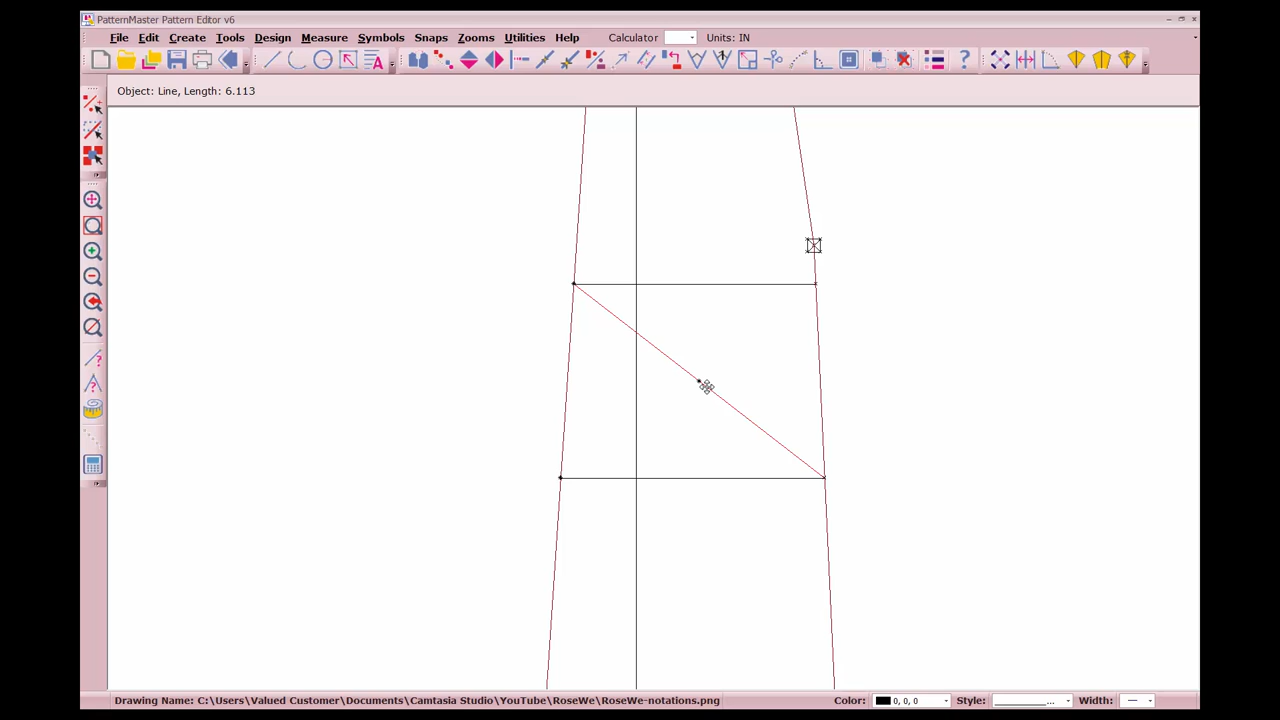 PatternMaster Pattern Editor v6
File Edit Create Tools Design Measure Symbols Snaps Zooms Utilities Help Calculator Units: IN
Object: Line, Length: 6.113
Drawing Name: C:\Users\Valued Customer\Documents\Camtasia Studio\YouTube\RoseWe\RoseWe-notations.png Color: 0, 0, 0 Style: ... Width: